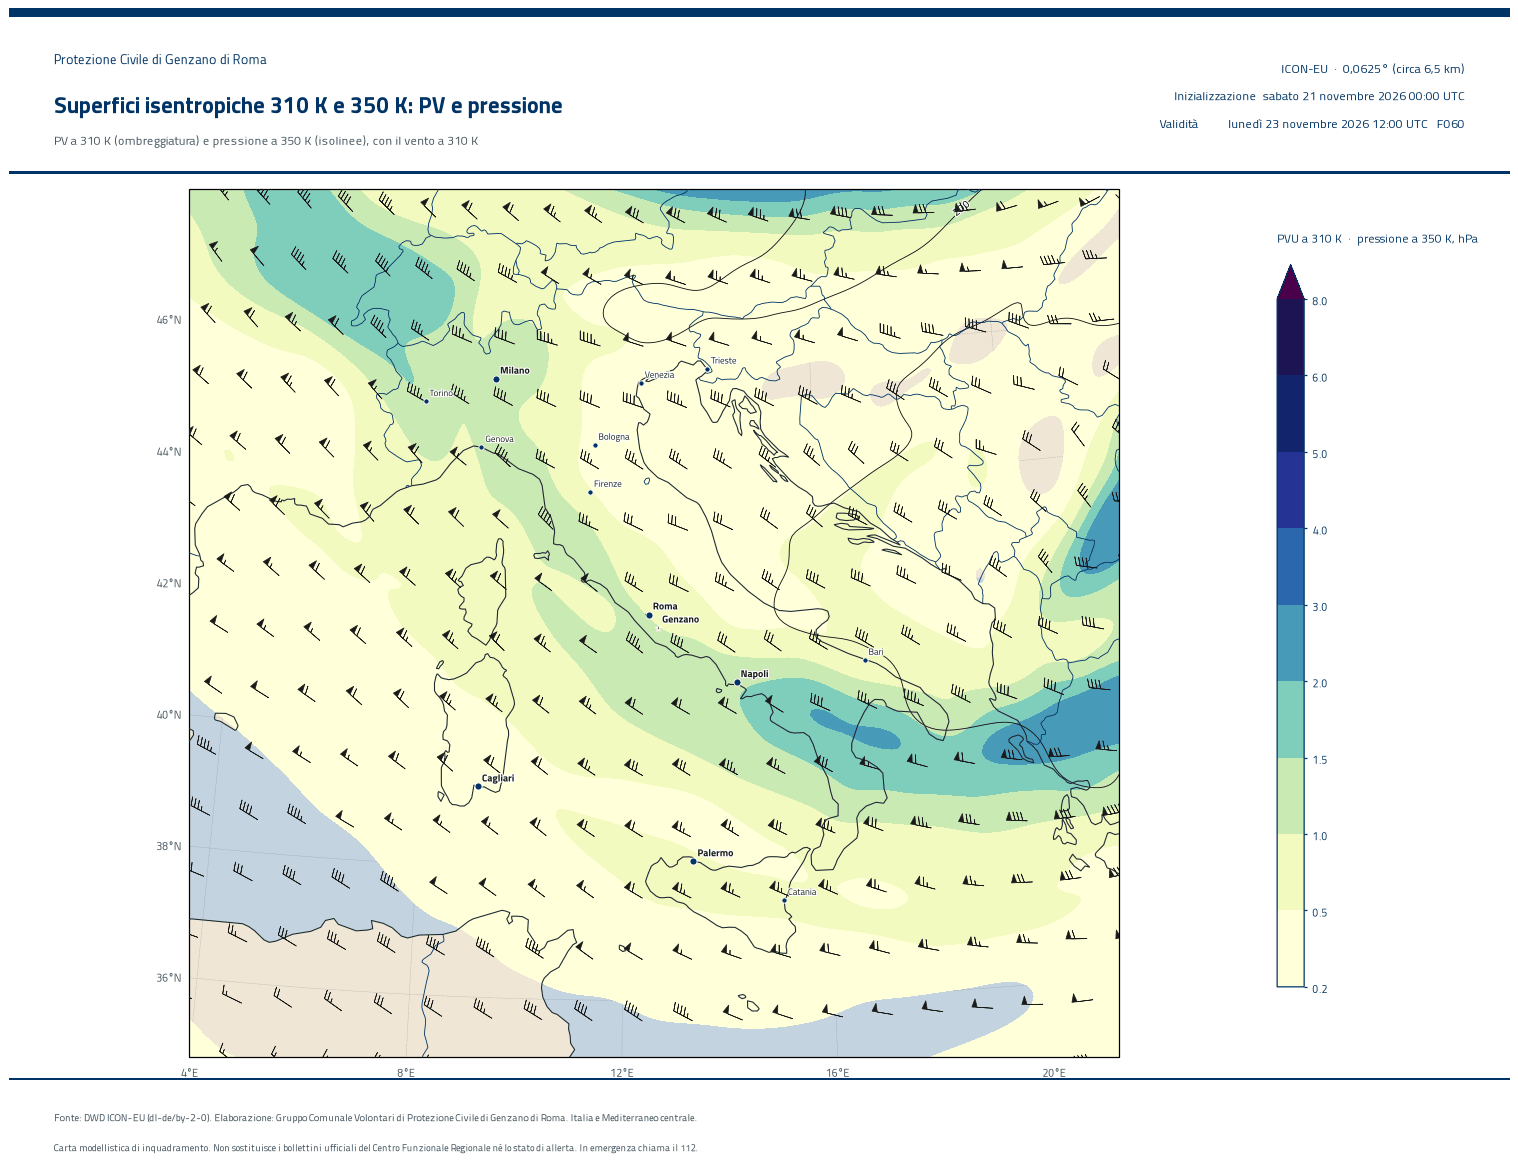 Protezione Civile di Genzano di Roma
Superfici isentropiche 310 K e 350 K: PV e pressione
PV a 310 K (ombreggiatura) e pressione a 350 K (isolinee), con il vento a 310 K
ICON-EU · 0,0625° (circa 6,5 km)
Inizializzazione sabato 21 novembre 2026 00:00 UTC
Validità lunedì 23 novembre 2026 12:00 UTC F060
PVU a 310 K · pressione a 350 K, hPa
8.0
6.0
5.0
4.0
3.0
2.0
1.5
1.0
0.5
0.2
46°N
44°N
42°N
40°N
38°N
36°N
4°E
8°E
12°E
16°E
20°E
Milano
Torino
Venezia
Trieste
Genova
Bologna
Firenze
Roma
Genzano
Napoli
Bari
Cagliari
Palermo
Catania
Fonte: DWD ICON-EU (dl-de/by-2-0). Elaborazione: Gruppo Comunale Volontari di Protezione Civile di Genzano di Roma. Italia e Mediterraneo centrale.
Carta modellistica di inquadramento. Non sostituisce i bollettini ufficiali del Centro Funzionale Regionale né lo stato di allerta. In emergenza chiama il 112.